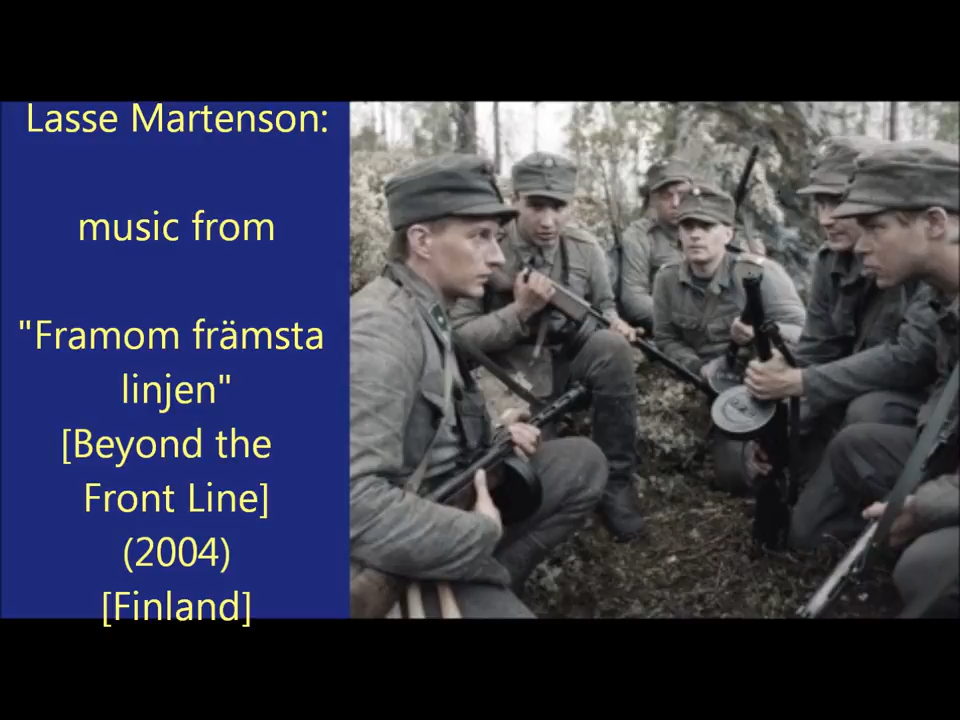 Lasse Martenson:
music from
"Framom främsta
linjen"
[Beyond the
Front Line]
(2004)
[Finland]